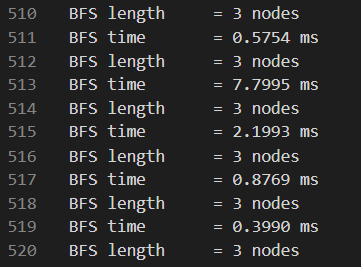 510 BFS length = 3 nodes
511 BFS time = 0.5754 ms
512 BFS length = 3 nodes
513 BFS time = 7.7995 ms
514 BFS length = 3 nodes
515 BFS time = 2.1993 ms
516 BFS length = 3 nodes
517 BFS time = 0.8769 ms
518 BFS length = 3 nodes
519 BFS time = 0.3990 ms
520 BFS length = 3 nodes